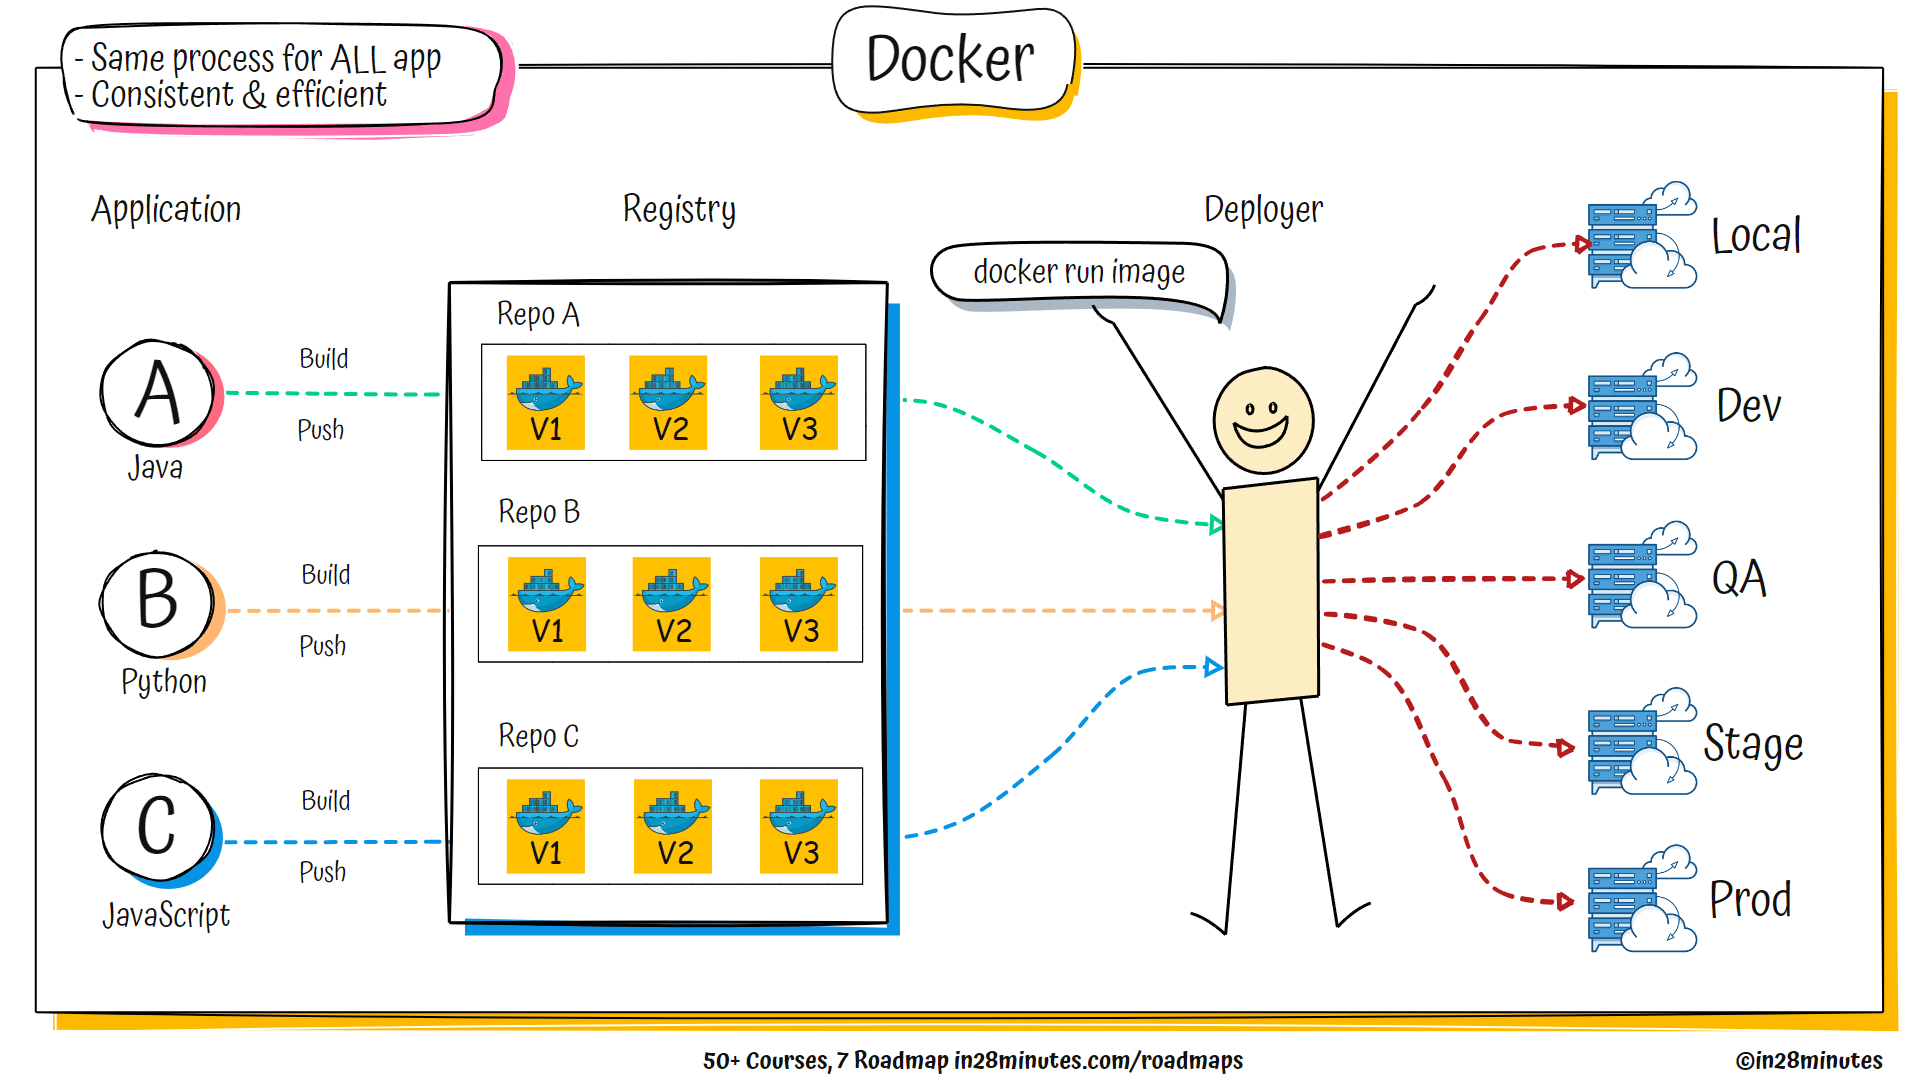 Docker
- Same process for ALL app
- Consistent & efficient
Application
Registry
Deployer
docker run image
A
Java
Build
Push
Repo A
V1
V2
V3
B
Python
Build
Push
Repo B
V1
V2
V3
C
JavaScript
Build
Push
Repo C
V1
V2
V3
Local
Dev
QA
Stage
Prod
50+ Courses, 7 Roadmap in28minutes.com/roadmaps
©in28minutes